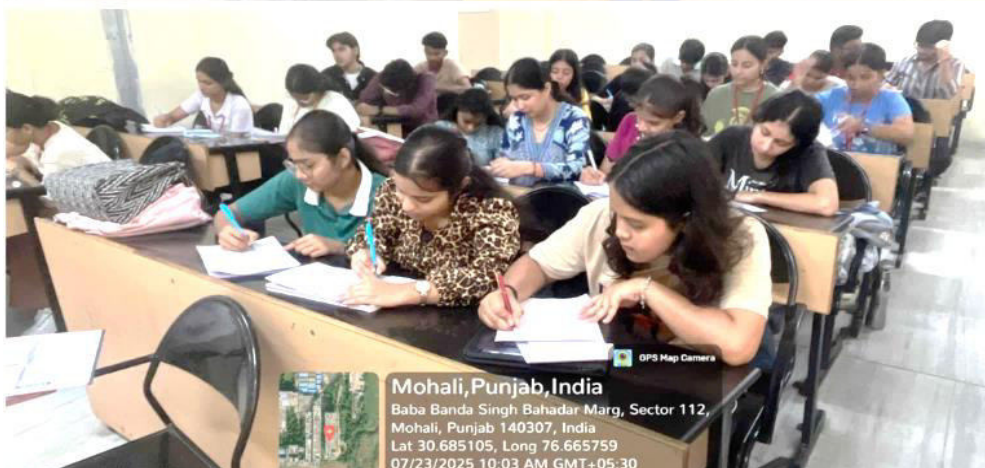 GPS Map Camera
Mohali,Punjab,India
Baba Banda Singh Bahadar Marg, Sector 112,
Mohali, Punjab 140307, India
Lat 30.685105, Long 76.665759
07/23/2025 10:03 AM GMT+05:30